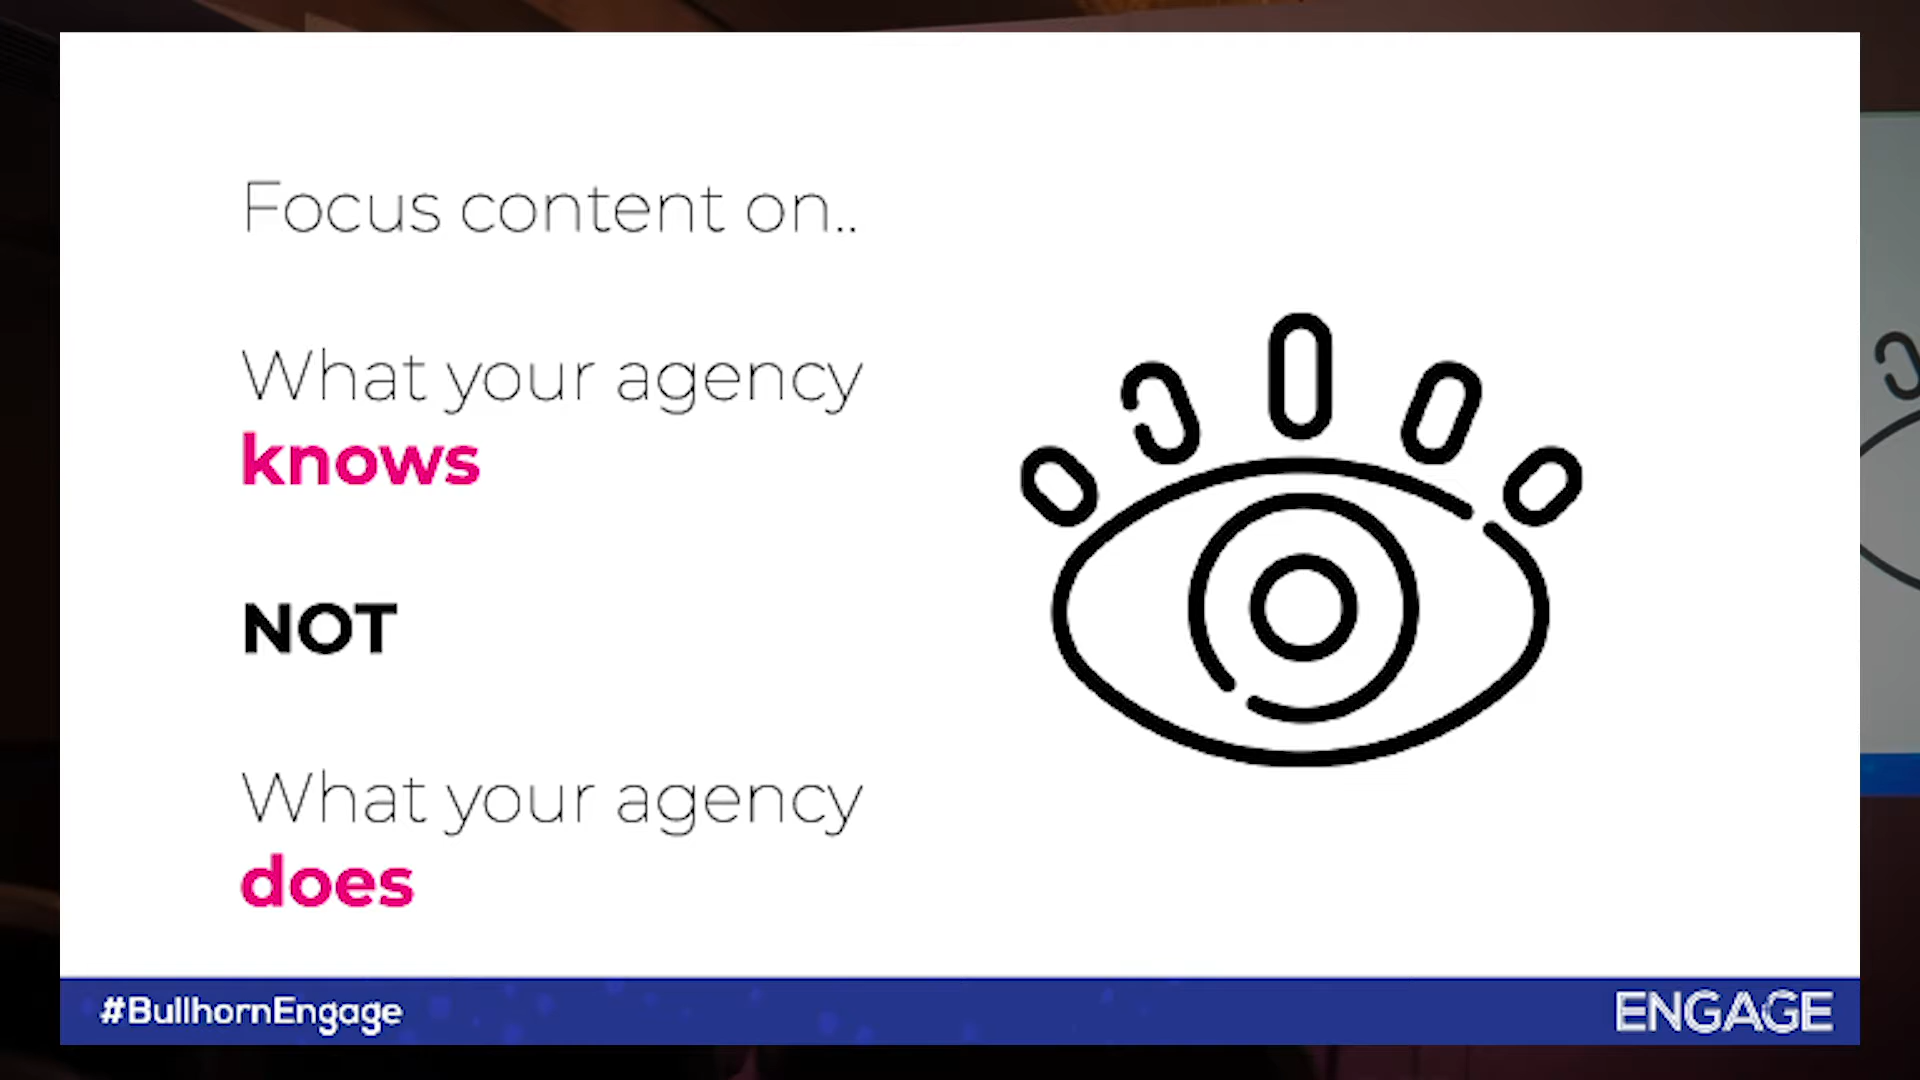 Focus content on..
What your agency
knows
NOT
What your agency
does
#BullhornEngage
ENGAGE